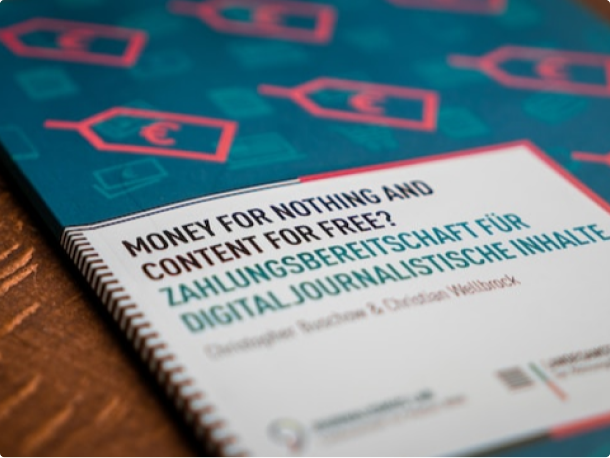 MONEY FOR NOTHING AND
CONTENT FOR FREE?
ZAHLUNGSBEREITSCHAFT FÜR
DIGITALJOURNALISTISCHE INHALTE
Christopher Buschow & Christian Wellbrock